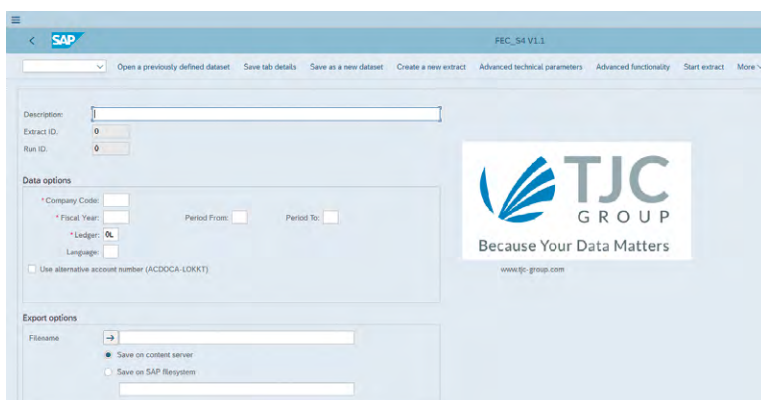 SAP FEC_S4 V1.1
Open a previously defined dataset Save tab details Save as a new dataset Create a new extract Advanced technical parameters Advanced functionality Start extract More
Description:
Extract ID. 0
Run ID. 0
Data options
* Company Code:
* Fiscal Year: Period From: Period To:
* Ledger: 0L
Language:
Use alternative account number (ACDOCA-LOKKT)
TJC
GROUP
Because Your Data Matters
www.tjc-group.com
Export options
Filename
Save on content server
Save on SAP filesystem